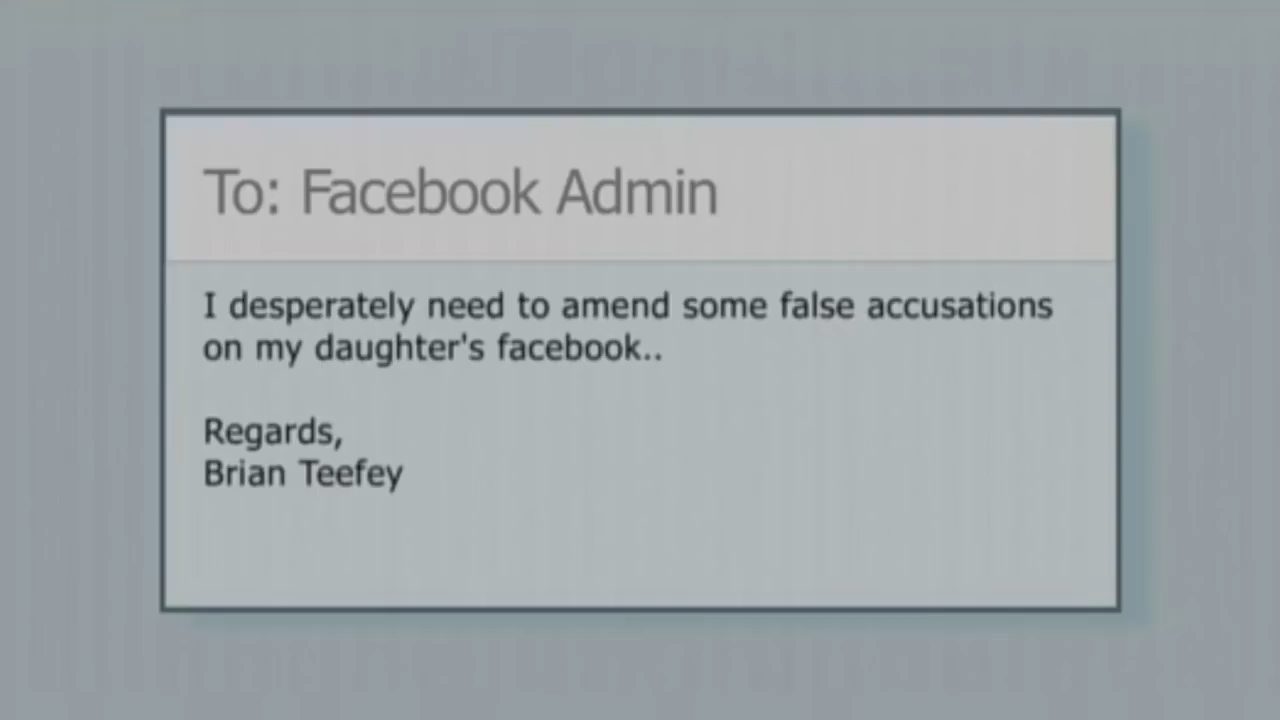 To: Facebook Admin
I desperately need to amend some false accusations
on my daughter's facebook..
Regards,
Brian Teefey